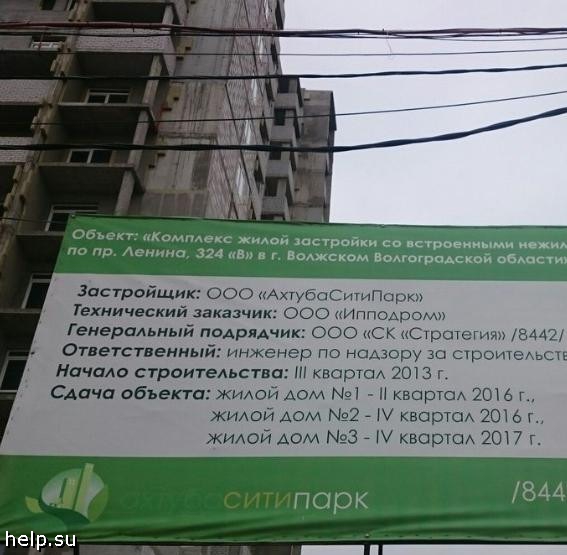 Объект: «Комплекс жилой застройки со встроенными
по пр. Ленина, 324 «В» в г. Волжском Волгоградской области»
Застройщик: ООО «АхтубаСитиПарк»
Технический заказчик: ООО «Ипподром»
Генеральный подрядчик: ООО «СК «Стратегия» /8442/
Ответственный: инженер по надзору за
Начало строительства: III квартал 2013 г.
Сдача объекта: жилой дом №1 - II квартал 2016 г.,
жилой дом №2 - IV квартал 2016 г.,
жилой дом №3 - IV квартал 2017 г.
ахтубаситипарк
/844
help.su